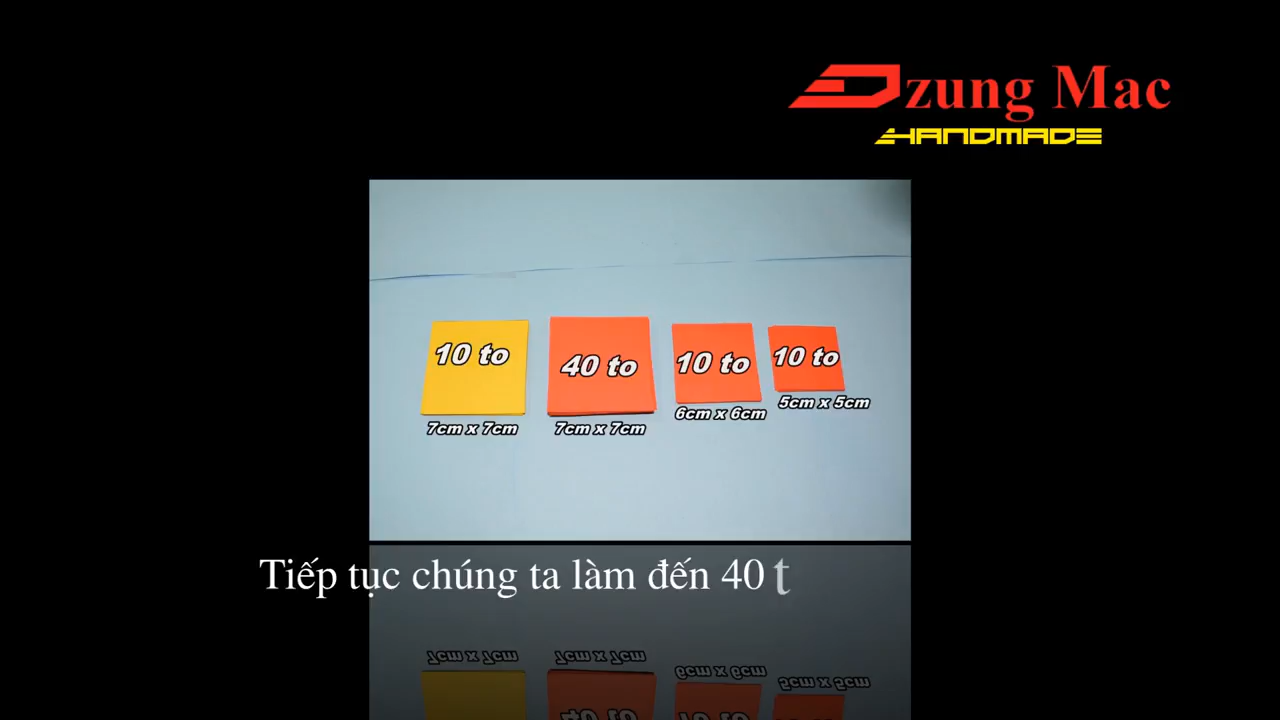 Dzung Mac
HANDMADE
10 to
40 to
10 to
10 to
7cm x 7cm
7cm x 7cm
6cm x 6cm
5cm x 5cm
Tiếp tục chúng ta làm đến 40 t